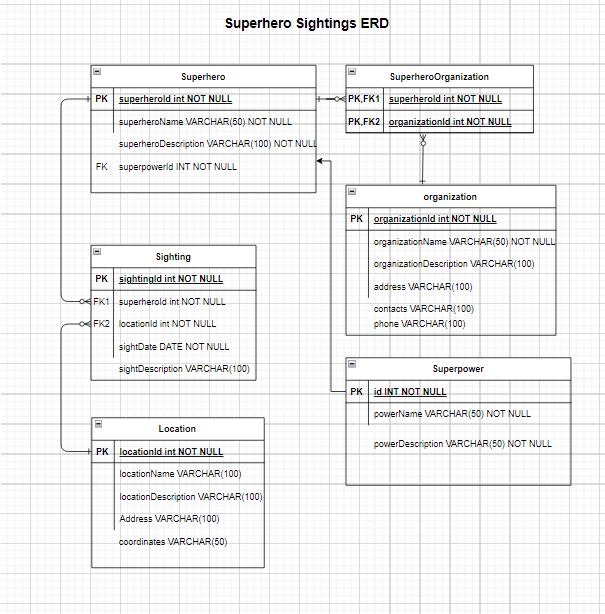 Superhero Sightings ERD
Superhero
PK superheroId int NOT NULL
superheroName VARCHAR(50) NOT NULL
superheroDescription VARCHAR(100) NOT NULL
FK superpowerId INT NOT NULL
SuperheroOrganization
PK,FK1 superheroId int NOT NULL
PK,FK2 organizationId int NOT NULL
organization
PK organizationId int NOT NULL
organizationName VARCHAR(50) NOT NULL
organizationDescription VARCHAR(100)
address VARCHAR(100)
contacts VARCHAR(100)
phone VARCHAR(100)
Sighting
PK sightingId int NOT NULL
FK1 superheroId int NOT NULL
FK2 locationId int NOT NULL
sightDate DATE NOT NULL
sightDescription VARCHAR(100)
Superpower
PK id INT NOT NULL
powerName VARCHAR(50) NOT NULL
powerDescription VARCHAR(50) NOT NULL
Location
PK locationId int NOT NULL
locationName VARCHAR(100)
locationDescription VARCHAR(100)
Address VARCHAR(100)
coordinates VARCHAR(50)